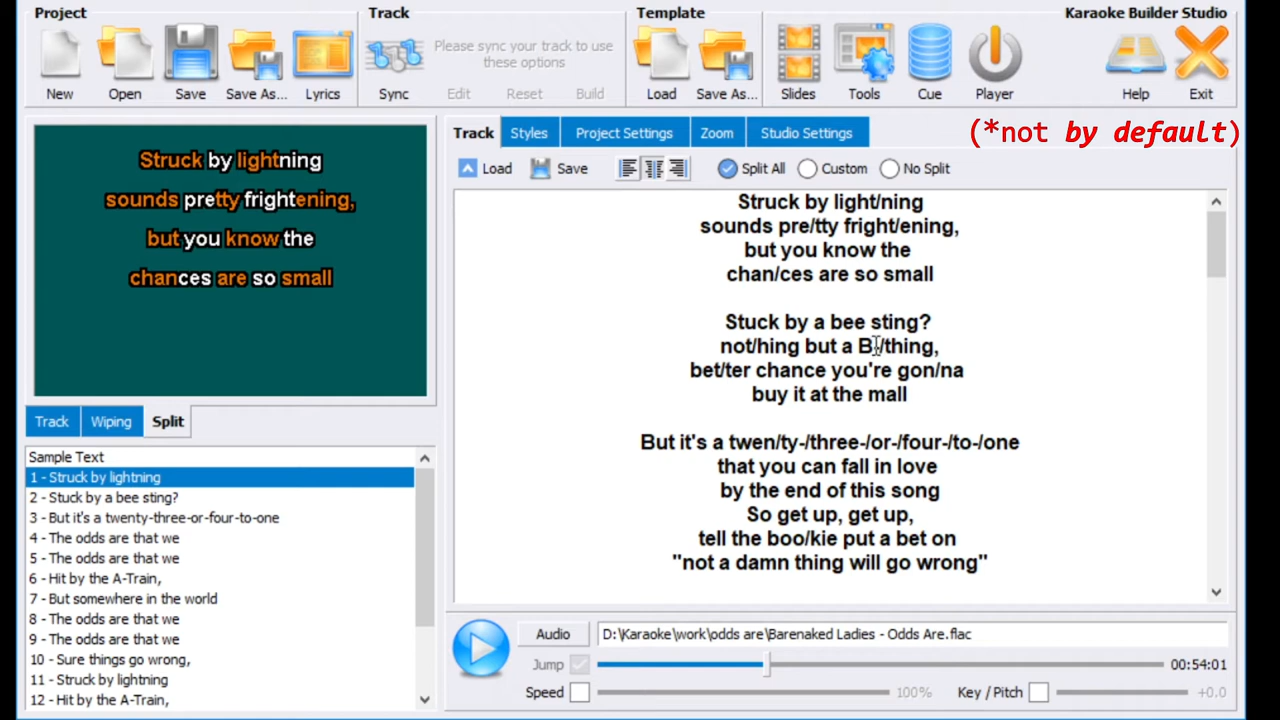 Project
Track
Template
Karaoke Builder Studio
Please sync your track to use
these options
New
Open
Save
Save As...
Lyrics
Sync
Edit
Reset
Build
Load
Save As...
Slides
Tools
Cue
Player
Help
Exit
(*not by default)
Struck by lightning
sounds pretty frightening,
but you know the
chances are so small
Track
Styles
Project Settings
Zoom
Studio Settings
Load
Save
Split All
Custom
No Split
Struck by light/ning
sounds pre/tty fright/ening,
but you know the
chan/ces are so small
Stuck by a bee sting?
not/hing but a B-/thing,
bet/ter chance you're gon/na
buy it at the mall
But it's a twen/ty-/three-/or-/four-/to-/one
that you can fall in love
by the end of this song
So get up, get up,
tell the boo/kie put a bet on
"not a damn thing will go wrong"
Track
Wiping
Split
Sample Text
1 - Struck by lightning
2 - Stuck by a bee sting?
3 - But it's a twenty-three-or-four-to-one
4 - The odds are that we
5 - The odds are that we
6 - Hit by the A-Train,
7 - But somewhere in the world
8 - The odds are that we
9 - The odds are that we
10 - Sure things go wrong,
11 - Struck by lightning
12 - Hit by the A-Train,
Audio
D:\Karaoke\work\odds are\Barenaked Ladies - Odds Are.flac
Jump
00:54:01
Speed
100%
Key / Pitch
+0.0